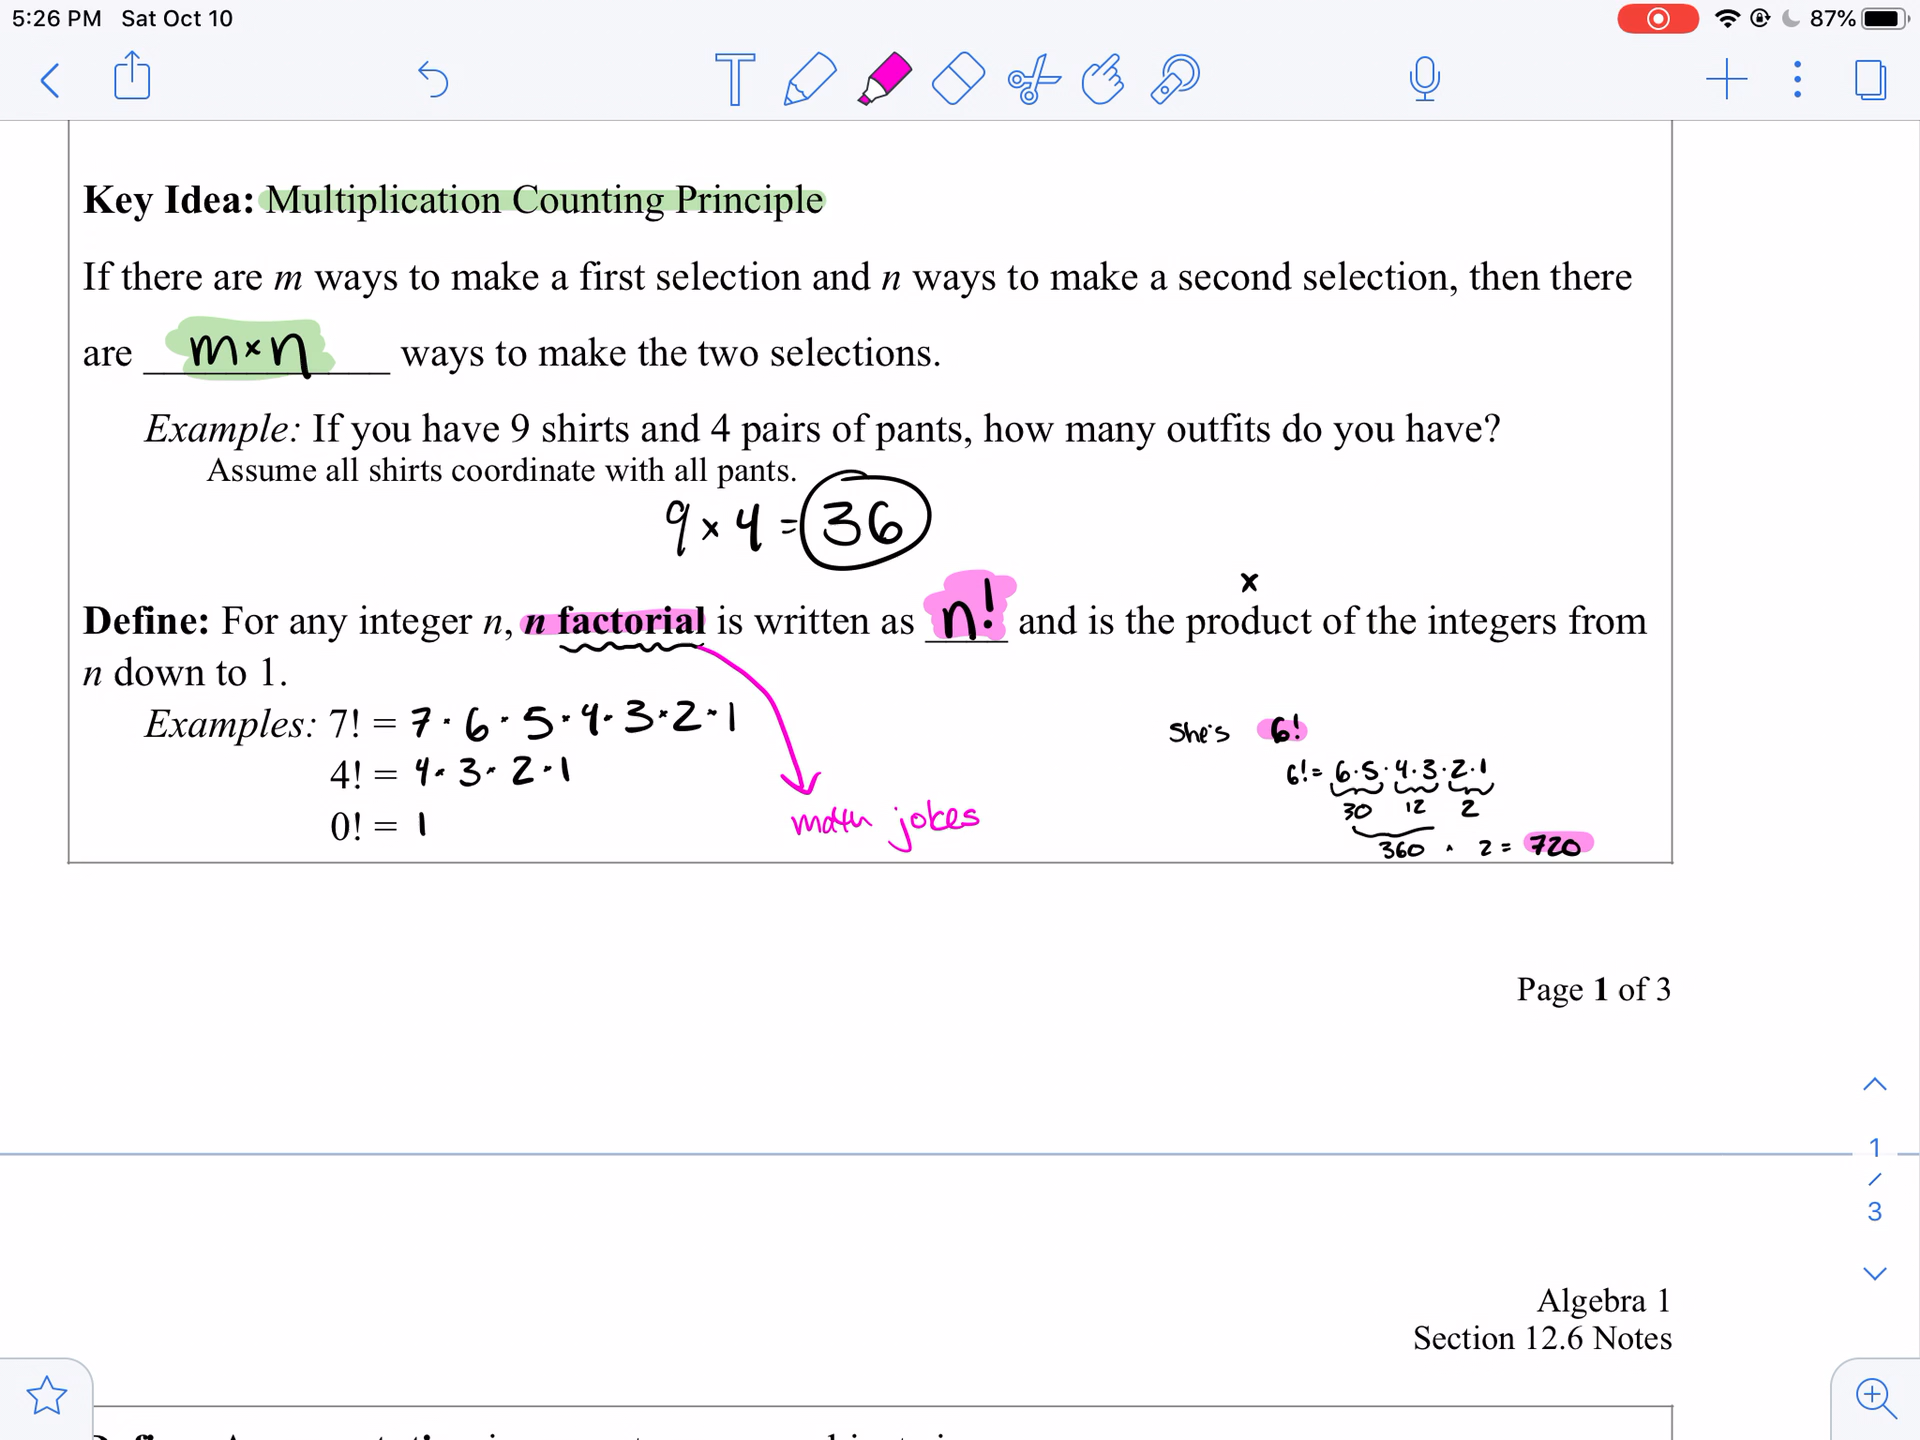 5:26 PM Sat Oct 10
87%
Key Idea: Multiplication Counting Principle
If there are m ways to make a first selection and n ways to make a second selection, then there
are m×n ways to make the two selections.
Example: If you have 9 shirts and 4 pairs of pants, how many outfits do you have?
Assume all shirts coordinate with all pants.
9 × 4 = 36
x
Define: For any integer n, n factorial is written as n! and is the product of the integers from
n down to 1.
Examples: 7! = 7 · 6 · 5 · 4 · 3 · 2 · 1
4! = 4 · 3 · 2 · 1
0! = 1
math jokes
She's 6!
6! = 6·5·4·3·2·1
30 12 2
360 · 2 = 720
Page 1 of 3
1
/
3
Algebra 1
Section 12.6 Notes